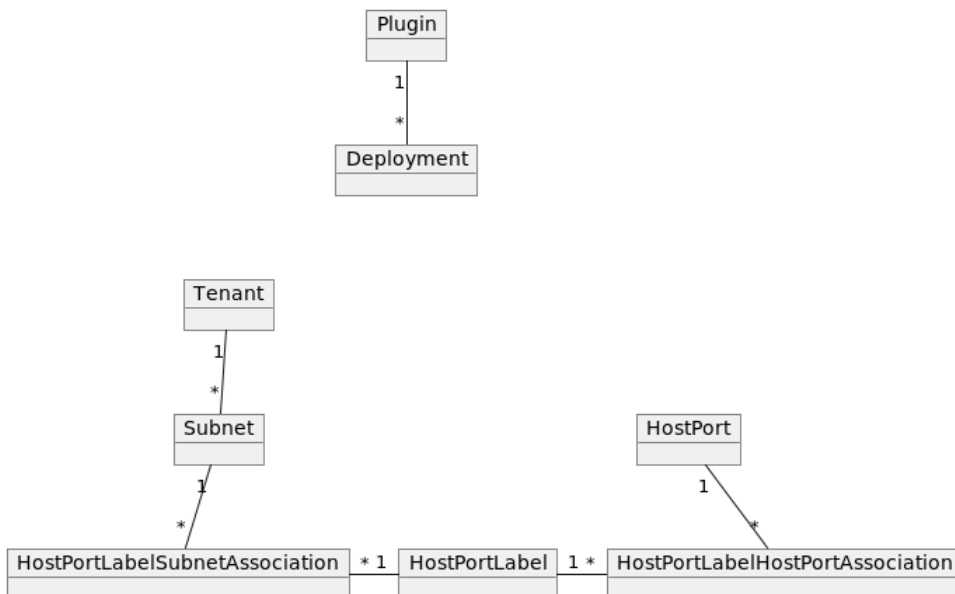 Plugin
1
*
Deployment
Tenant
1
*
Subnet
HostPort
1
1
*
*
HostPortLabelSubnetAssociation
* 1
HostPortLabel
1 *
HostPortLabelHostPortAssociation